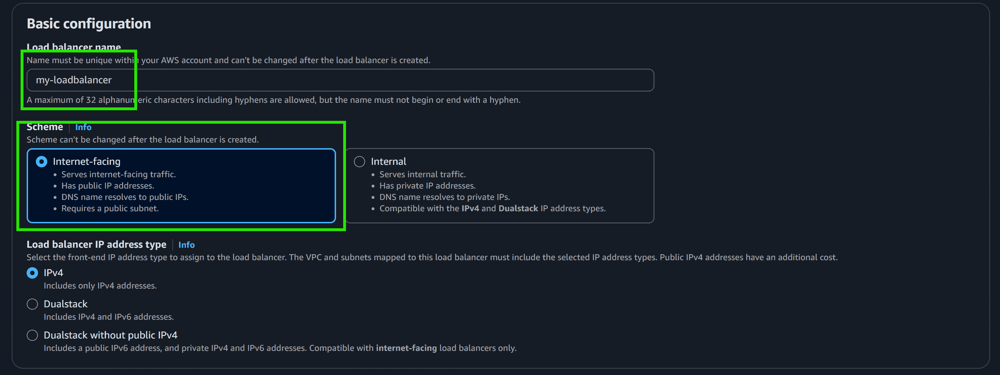 Basic configuration
Load balancer name
Name must be unique within your AWS account and can't be changed after the load balancer is created.
my-loadbalancer
A maximum of 32 alphanumeric characters including hyphens are allowed, but the name must not begin or end with a hyphen.
Scheme | Info
Scheme can't be changed after the load balancer is created.
Internet-facing
• Serves internet-facing traffic.
• Has public IP addresses.
• DNS name resolves to public IPs.
• Requires a public subnet.
Internal
• Serves internal traffic.
• Has private IP addresses.
• DNS name resolves to private IPs.
• Compatible with the IPv4 and Dualstack IP address types.
Load balancer IP address type | Info
Select the front-end IP address type to assign to the load balancer. The VPC and subnets mapped to this load balancer must include the selected IP address types. Public IPv4 addresses have an additional cost.
IPv4
Includes only IPv4 addresses.
Dualstack
Includes IPv4 and IPv6 addresses.
Dualstack without public IPv4
Includes a public IPv6 address, and private IPv4 and IPv6 addresses. Compatible with internet-facing load balancers only.